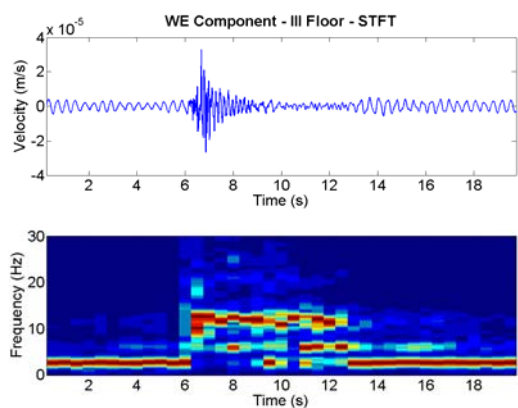 WE Component - III Floor - STFT
x 10^-5
Velocity (m/s)
4
2
0
-2
-4
2 4 6 8 10 12 14 16 18
Time (s)
Frequency (Hz)
30
20
10
0
2 4 6 8 10 12 14 16 18
Time (s)